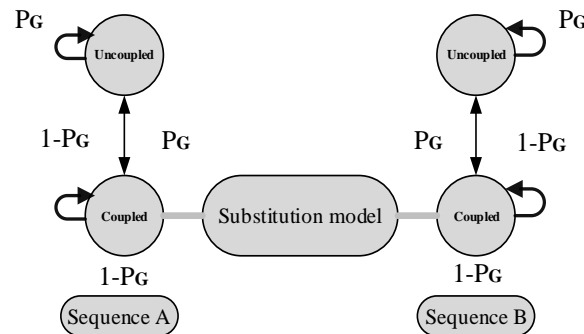 PG
PG
Uncoupled
Uncoupled
1-PG
PG
PG
1-PG
Coupled
Substitution model
Coupled
1-PG
1-PG
Sequence A
Sequence B